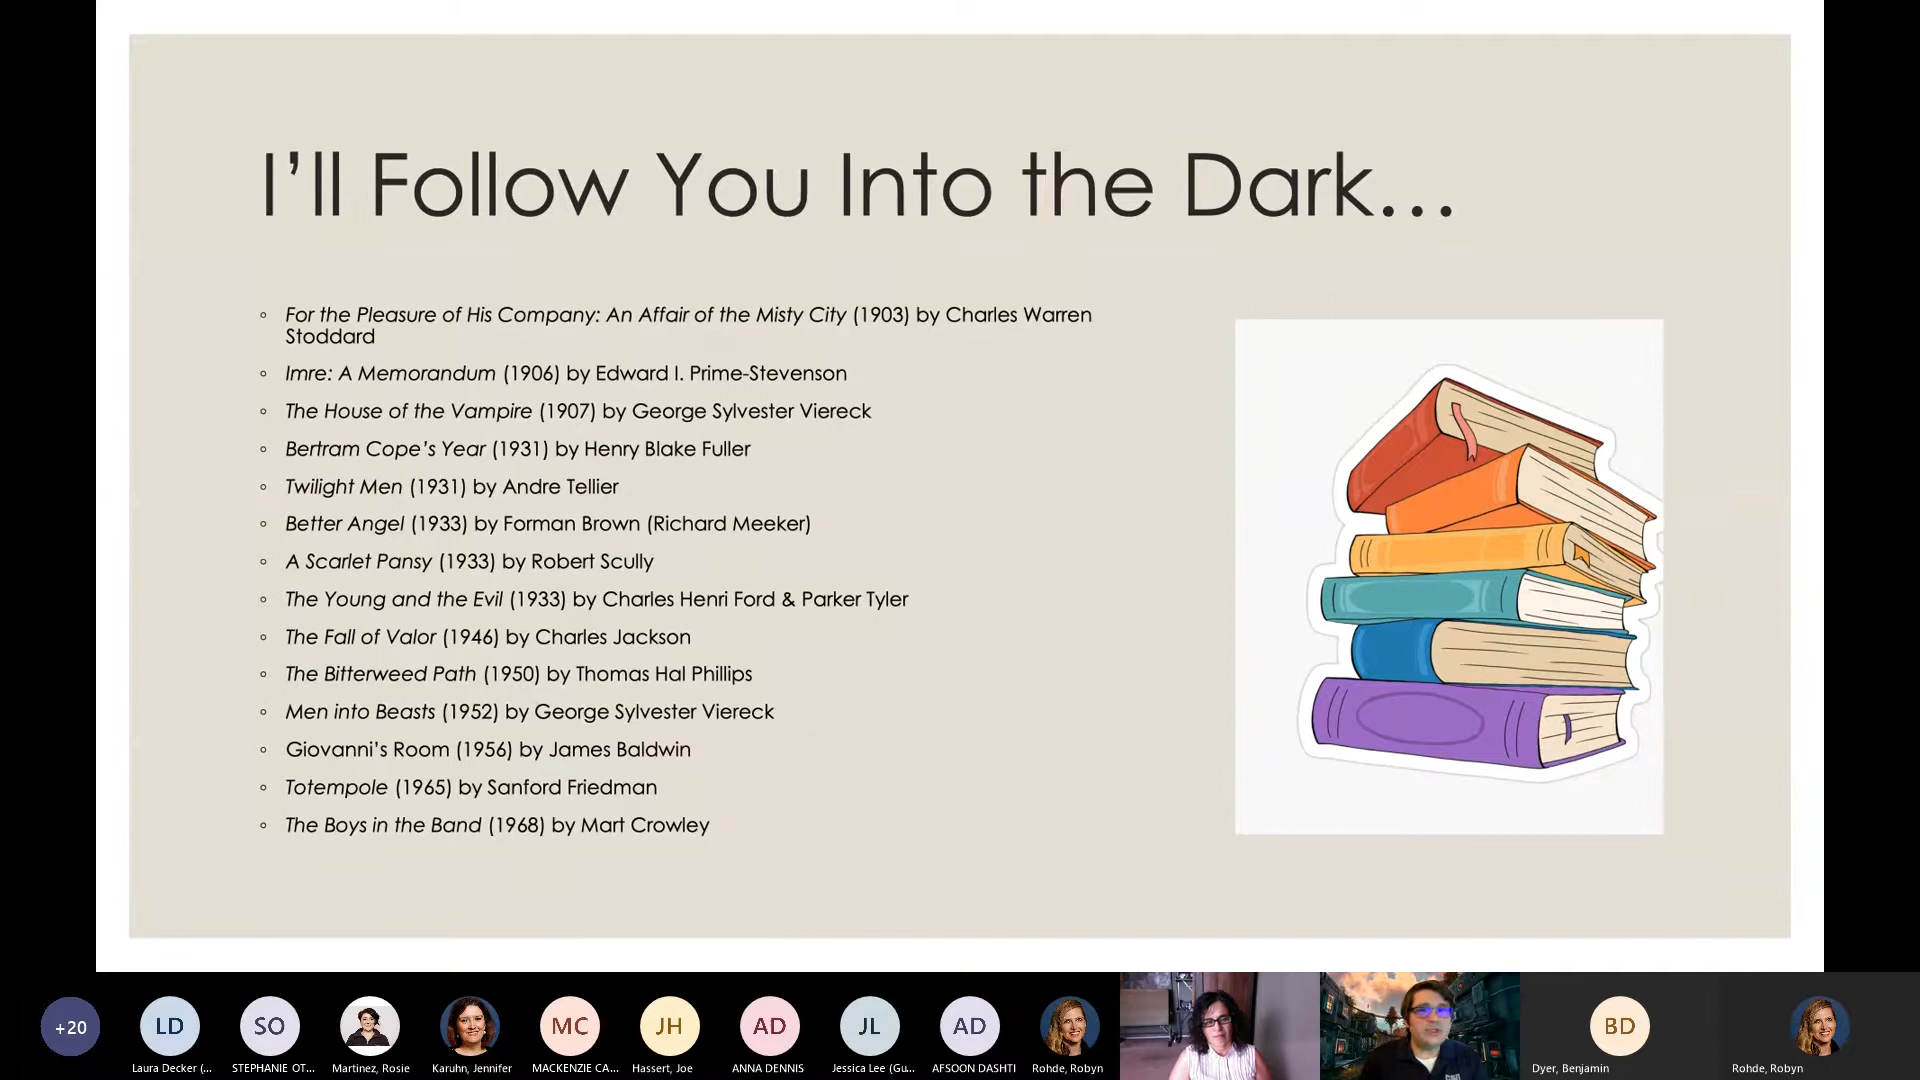 I’ll Follow You Into the Dark…
◦ For the Pleasure of His Company: An Affair of the Misty City (1903) by Charles Warren
Stoddard
◦ Imre: A Memorandum (1906) by Edward I. Prime-Stevenson
◦ The House of the Vampire (1907) by George Sylvester Viereck
◦ Bertram Cope’s Year (1931) by Henry Blake Fuller
◦ Twilight Men (1931) by Andre Tellier
◦ Better Angel (1933) by Forman Brown (Richard Meeker)
◦ A Scarlet Pansy (1933) by Robert Scully
◦ The Young and the Evil (1933) by Charles Henri Ford & Parker Tyler
◦ The Fall of Valor (1946) by Charles Jackson
◦ The Bitterweed Path (1950) by Thomas Hal Phillips
◦ Men into Beasts (1952) by George Sylvester Viereck
◦ Giovanni’s Room (1956) by James Baldwin
◦ Totempole (1965) by Sanford Friedman
◦ The Boys in the Band (1968) by Mart Crowley
+20 LD SO MC JH AD JL AD BD
Laura Decker (... STEPHANIE OT... Martinez, Rosie Karuhn, Jennifer MACKENZIE CA... Hassert, Joe ANNA DENNIS Jessica Lee (Gu... AFSOON DASHTI Rohde, Robyn Dyer, Benjamin Rohde, Robyn